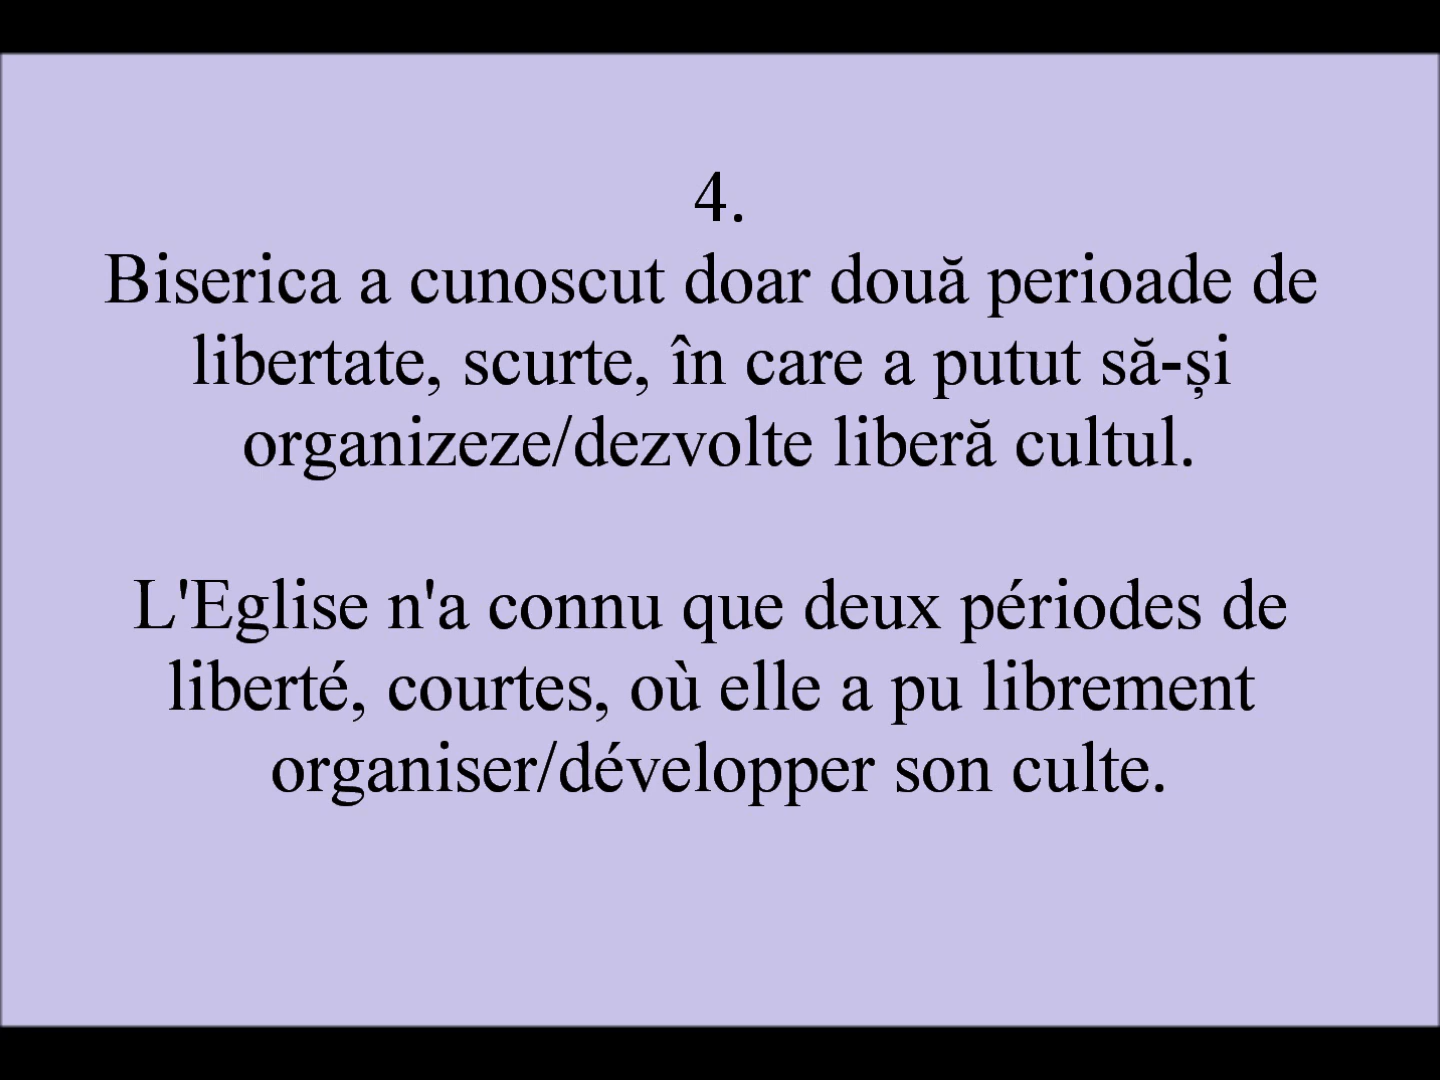 4.
Biserica a cunoscut doar două perioade de
libertate, scurte, în care a putut să-și
organizeze/dezvolte liberă cultul.
L'Eglise n'a connu que deux périodes de
liberté, courtes, où elle a pu librement
organiser/développer son culte.